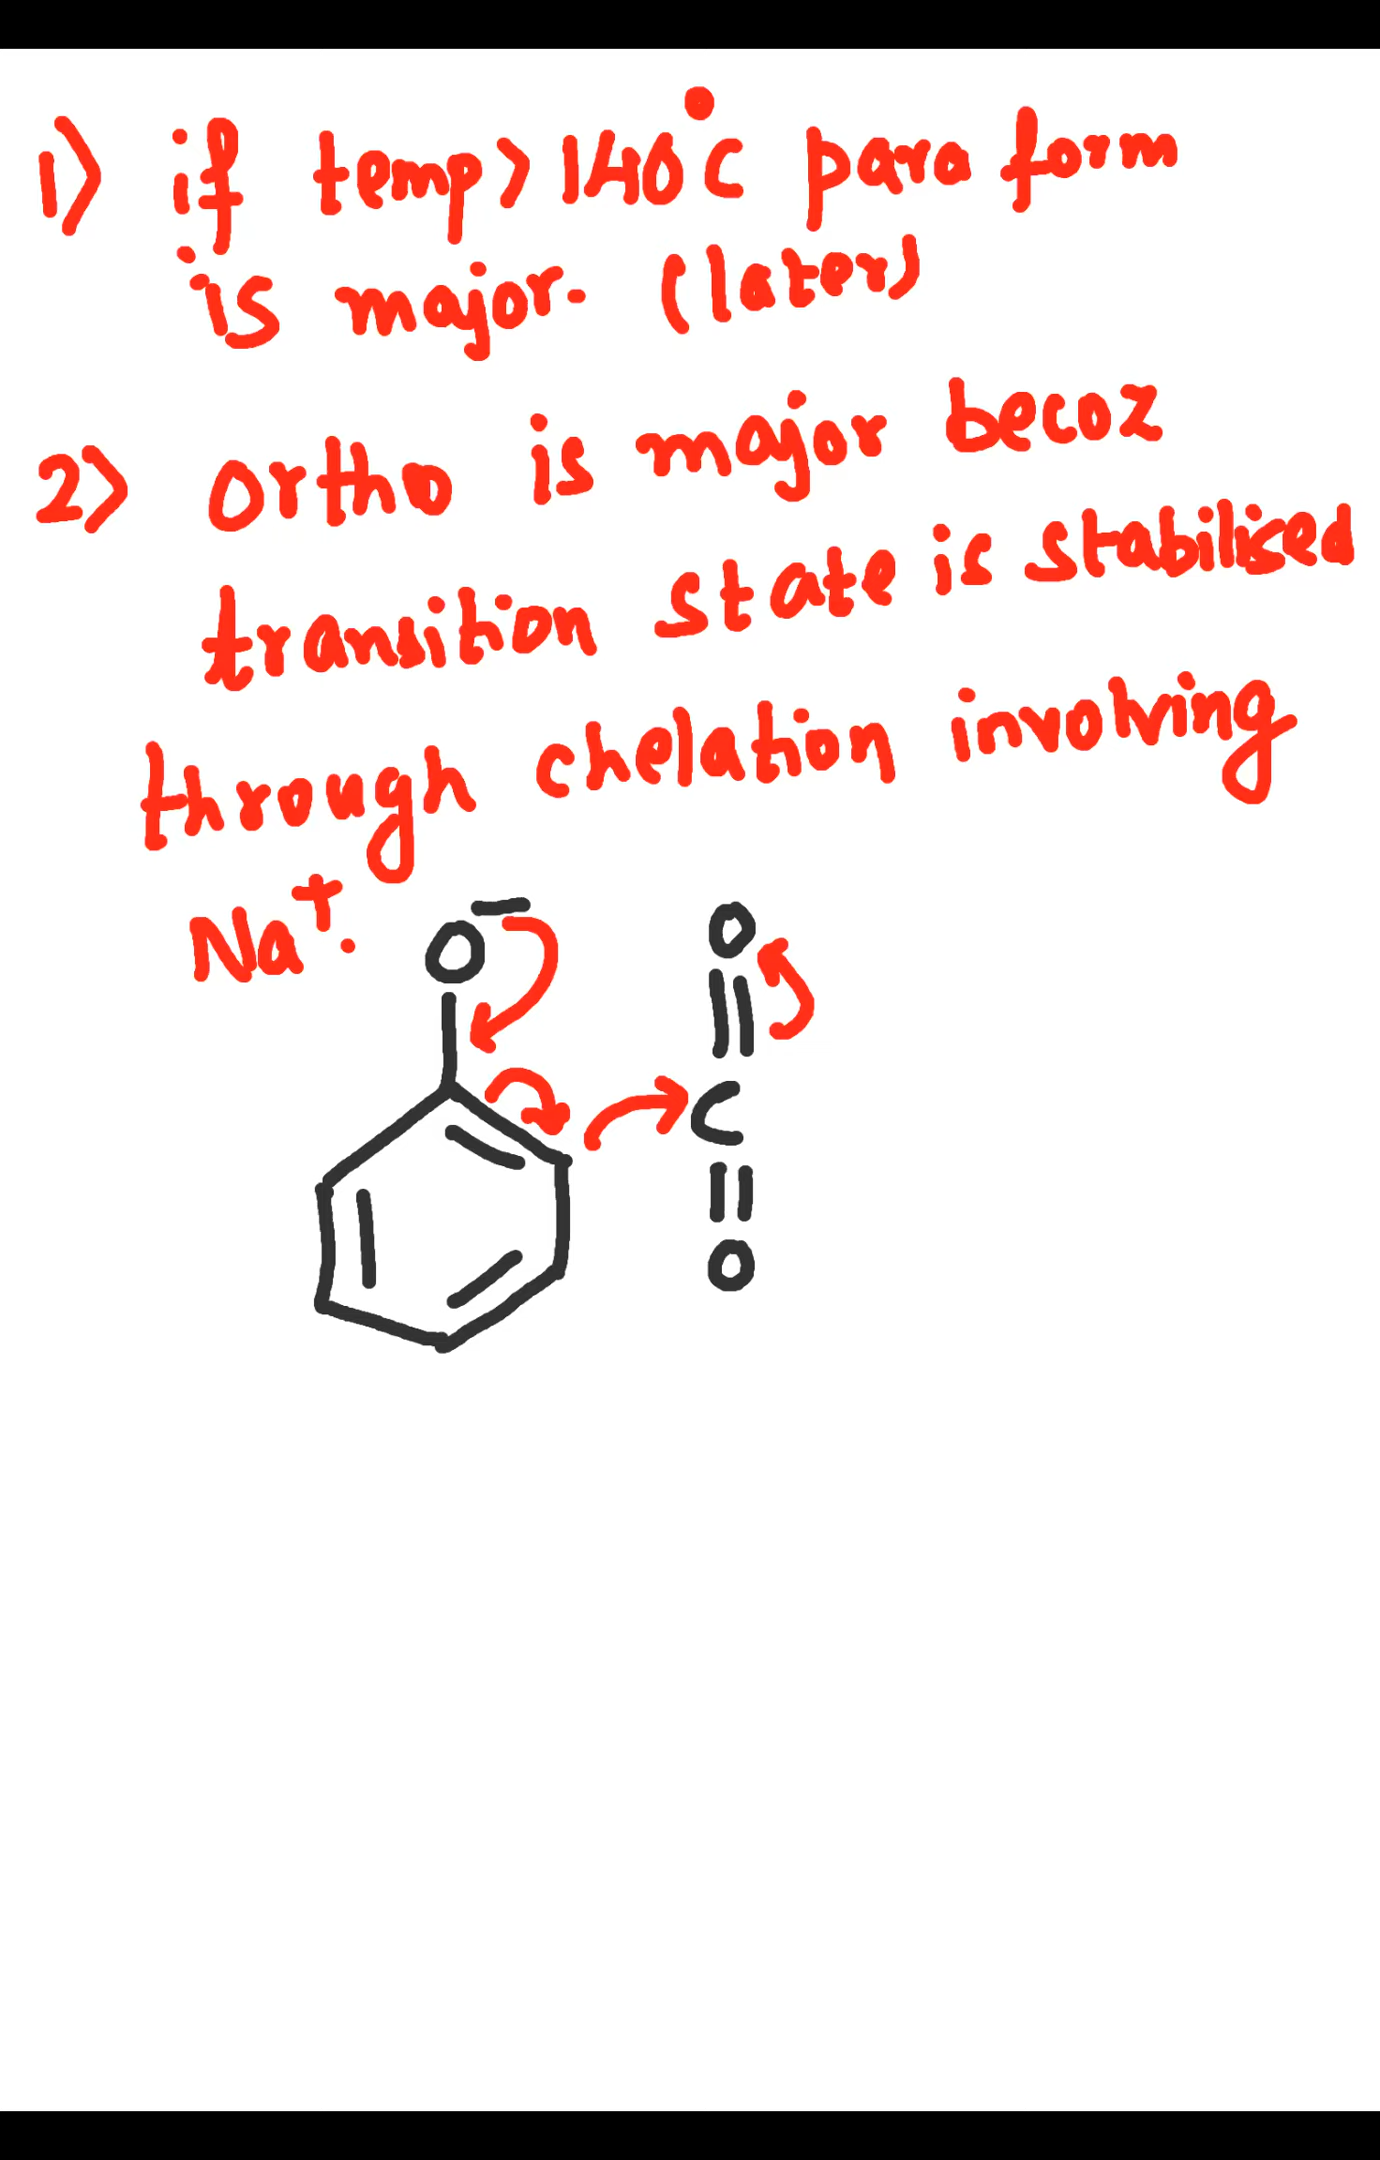 1) if temp > 140°C para form
is major. (later)
2) Ortho is major becoz
transition state is stabilised
through chelation involving
Na⁺.
O⁻
O
C
O